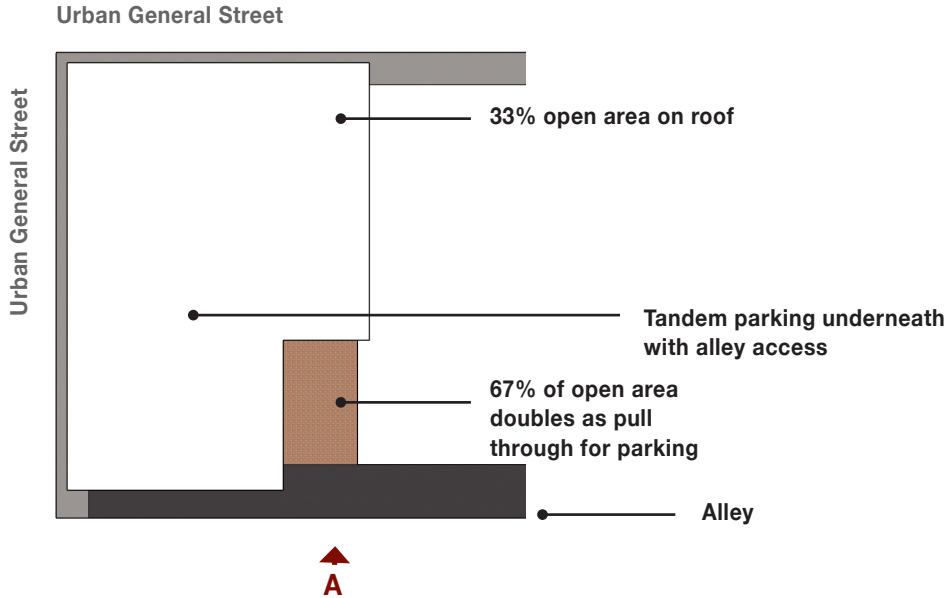 Urban General Street
Urban General Street
33% open area on roof
Tandem parking underneath
with alley access
67% of open area
doubles as pull
through for parking
Alley
A